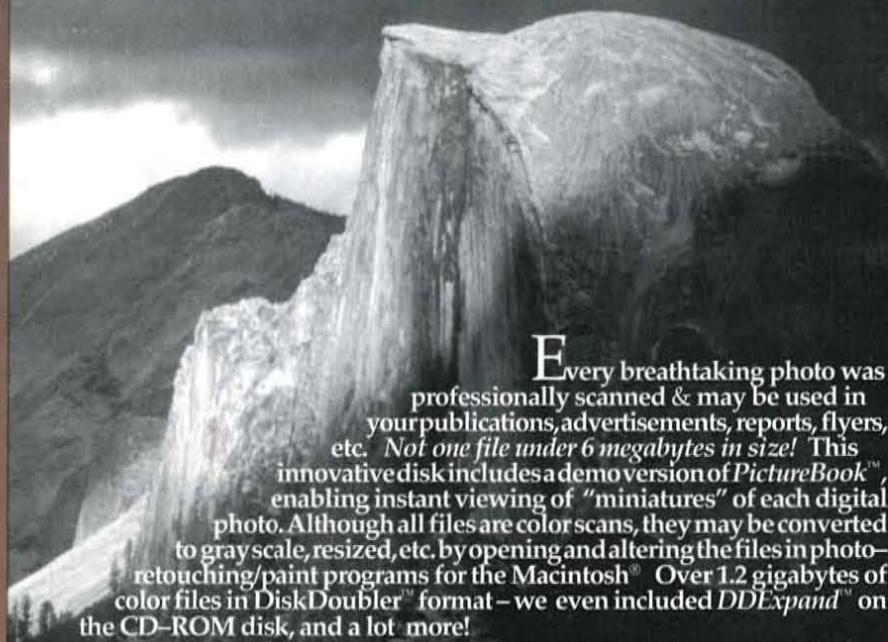 Every breathtaking photo was
professionally scanned & may be used in
your publications, advertisements, reports, flyers,
etc. Not one file under 6 megabytes in size! This
innovative disk includes a demo version of PictureBook™,
enabling instant viewing of "miniatures" of each digital
photo. Although all files are color scans, they may be converted
to gray scale, resized, etc. by opening and altering the files in photo–
retouching/paint programs for the Macintosh® Over 1.2 gigabytes of
color files in DiskDoubler™ format – we even included DDExpand™ on
the CD–ROM disk, and a lot more!